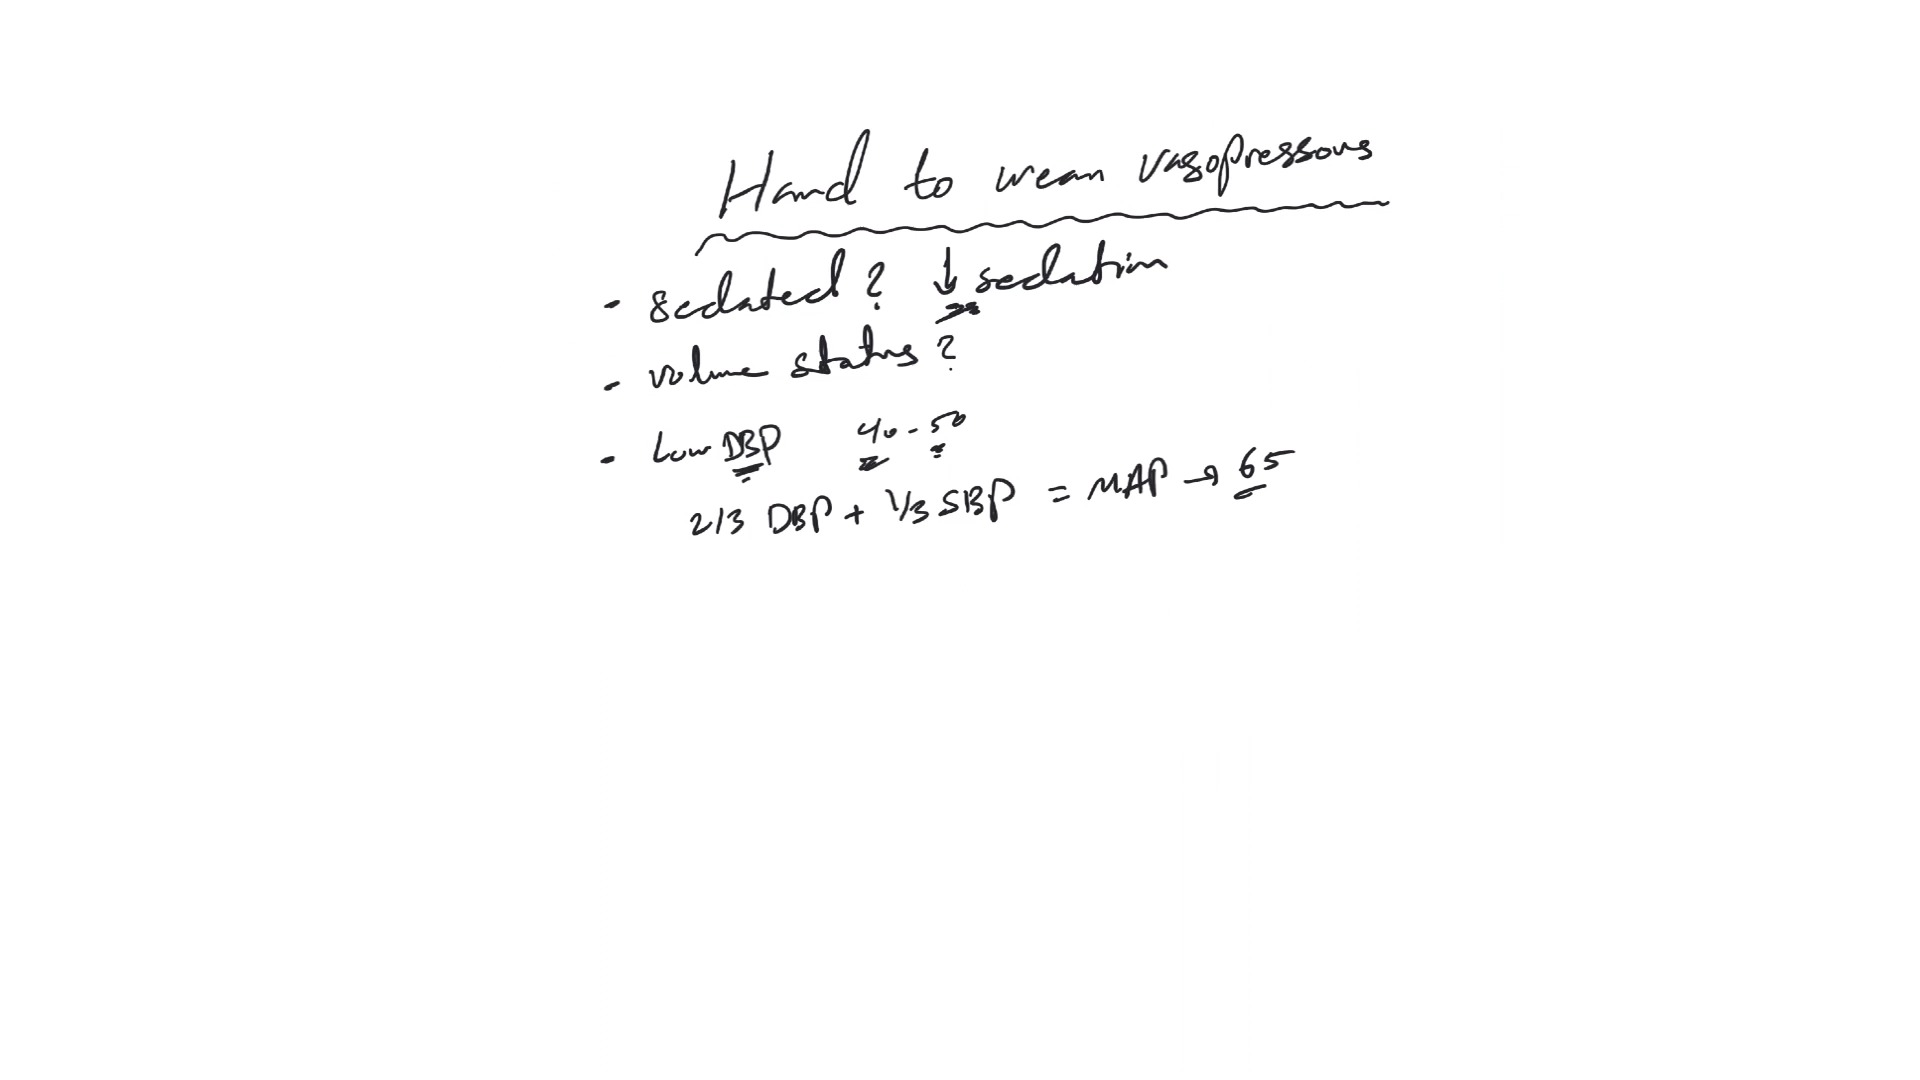 Hard to wean vasopressors
- sedated? ↓ sedation
- volume status?
- Low DBP 40-50
2/3 DBP + 1/3 SBP = MAP → 65